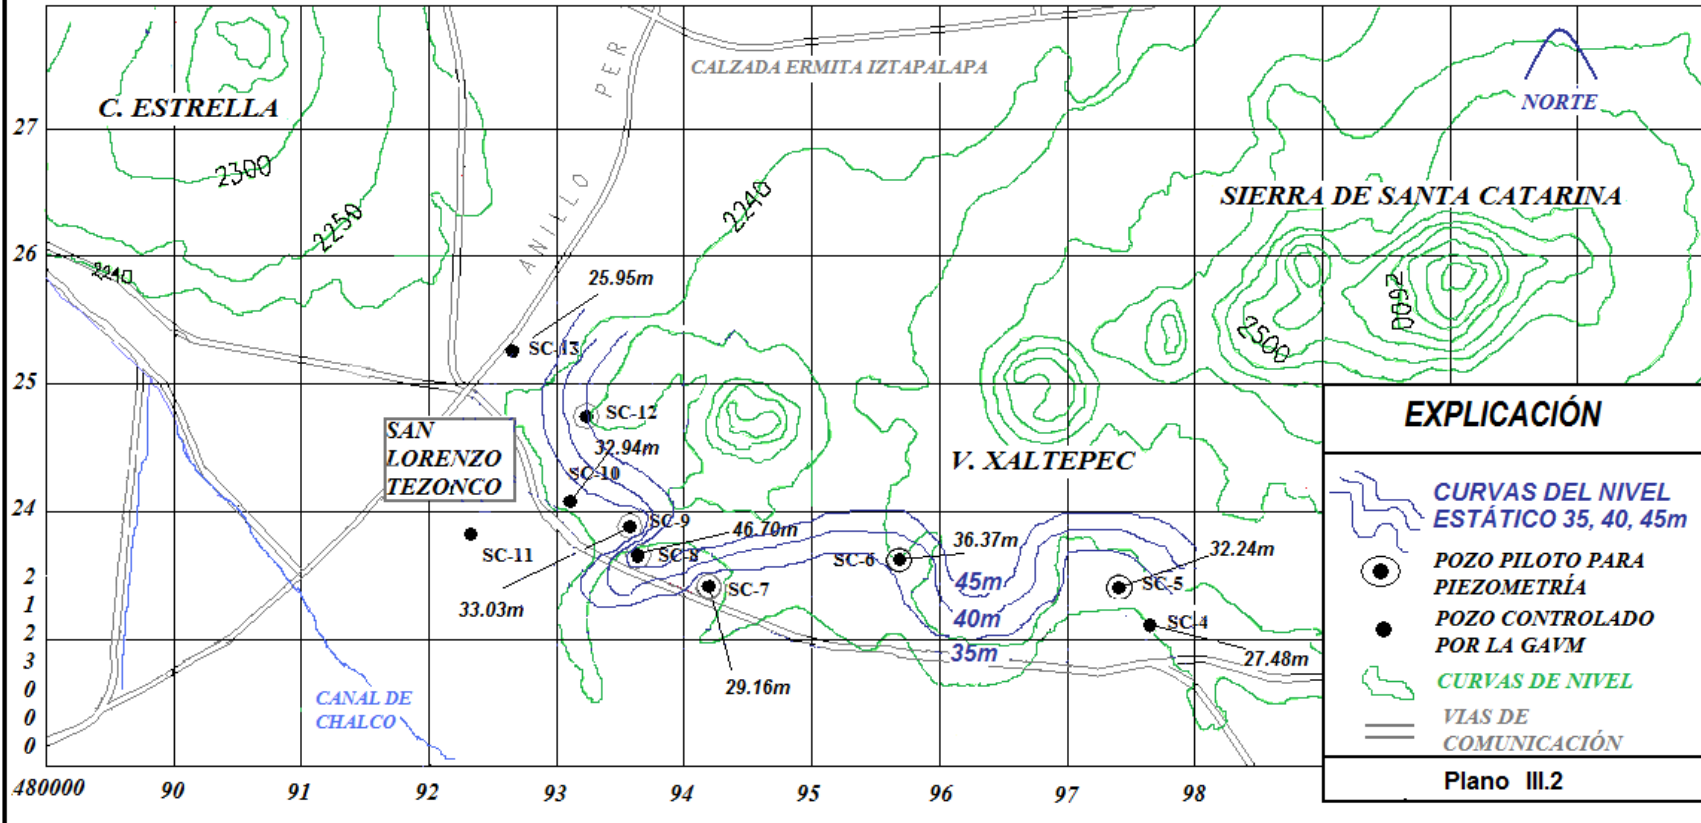 CALZADA ERMITA IZTAPALAPA
NORTE
C. ESTRELLA
27
2300
ANILLO PER
2240
SIERRA DE SANTA CATARINA
2250
26
2240
25.95m
2600
2500
SC-13
25
SC-12
SAN
LORENZO
TEZONCO
32.94m
SC-10
V. XALTEPEC
24
SC-9
46.70m
SC-11
SC-8
SC-6
36.37m
32.24m
SC-7
45m
SC-5
33.03m
40m
SC-4
35m
27.48m
29.16m
2
1
2
3
0
0
0
CANAL DE
CHALCO
480000 90 91 92 93 94 95 96 97 98
EXPLICACIÓN
CURVAS DEL NIVEL
ESTÁTICO 35, 40, 45m
POZO PILOTO PARA
PIEZOMETRÍA
POZO CONTROLADO
POR LA GAVM
CURVAS DE NIVEL
VIAS DE
COMUNICACIÓN
Plano III.2